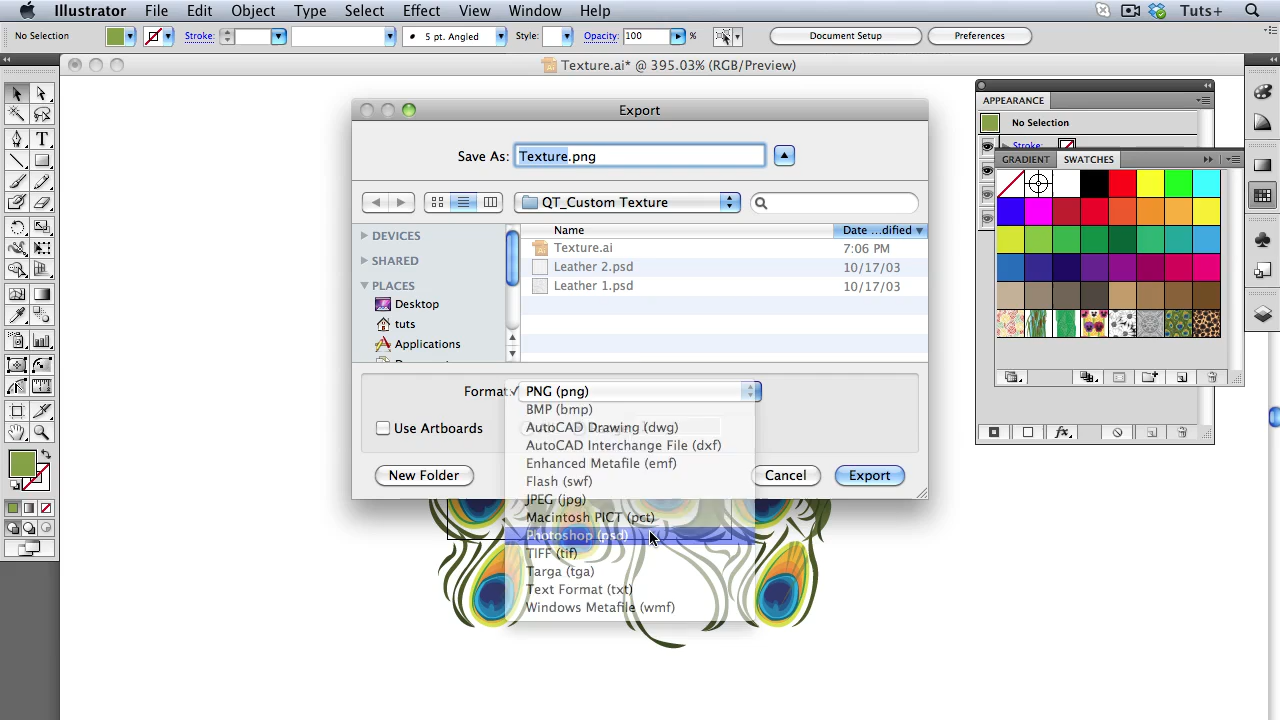 Illustrator File Edit Object Type Select Effect View Window Help Tuts+
No Selection Stroke: 5 pt. Angled Style: Opacity: 100 % Document Setup Preferences
Texture.ai* @ 395.03% (RGB/Preview)
Export
Save As: Texture.png
QT_Custom Texture
Name Date ...dified
DEVICES
SHARED
PLACES
Desktop
tuts
Applications
Texture.ai 7:06 PM
Leather 2.psd 10/17/03
Leather 1.psd 10/17/03
Format: PNG (png)
BMP (bmp)
AutoCAD Drawing (dwg)
AutoCAD Interchange File (dxf)
Enhanced Metafile (emf)
Flash (swf)
JPEG (jpg)
Macintosh PICT (pct)
Photoshop (psd)
TIFF (tif)
Targa (tga)
Text Format (txt)
Windows Metafile (wmf)
Use Artboards
New Folder Cancel Export
APPEARANCE
No Selection
Stroke:
GRADIENT SWATCHES
fx